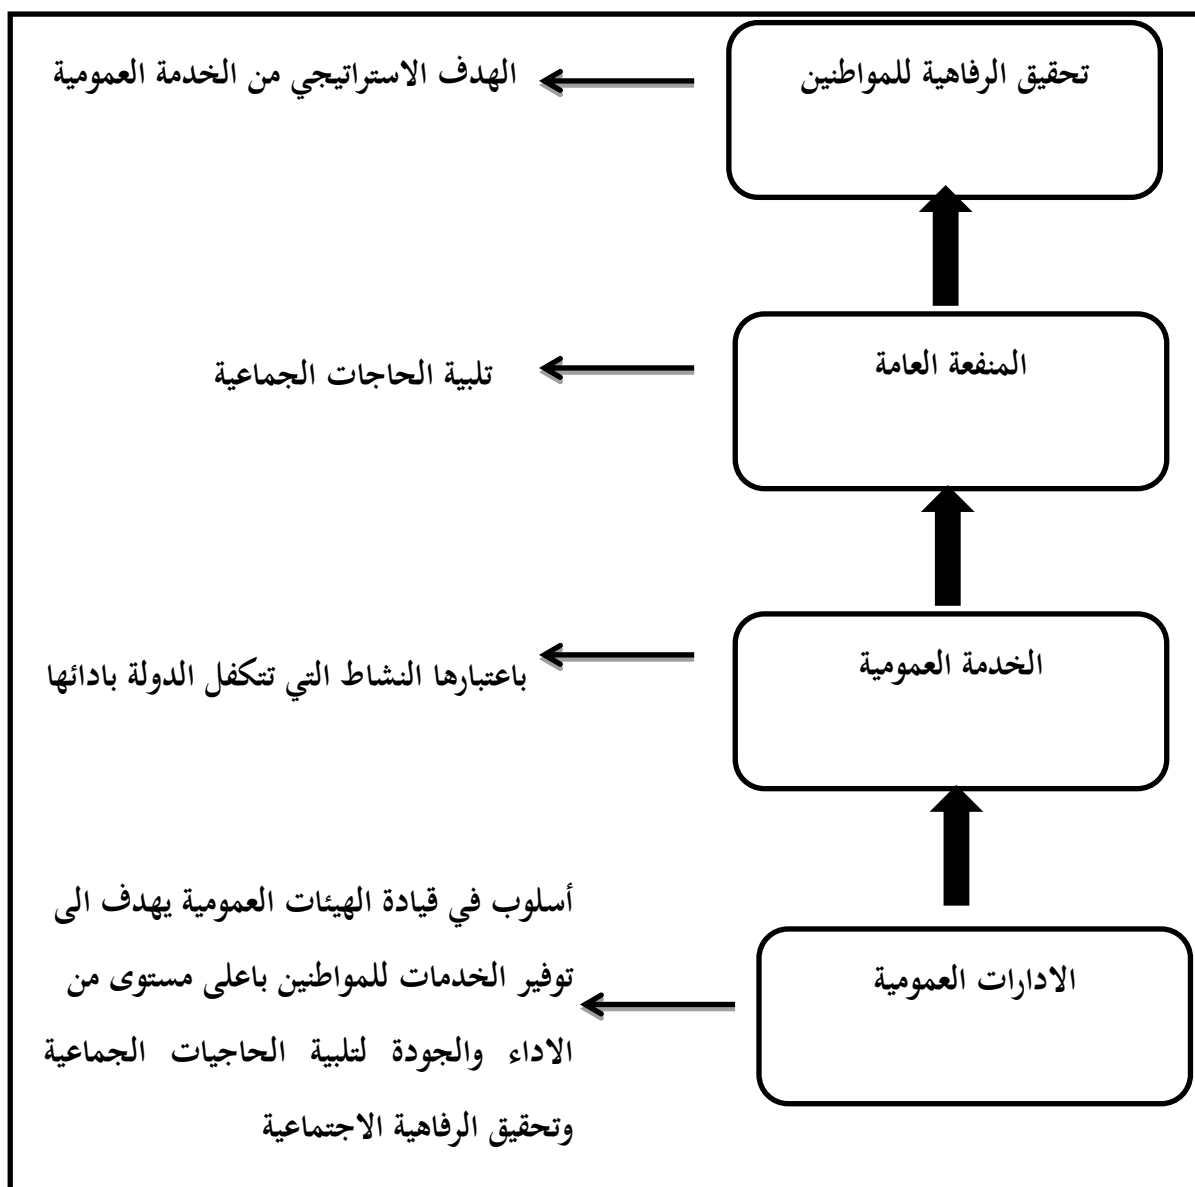 تحقيق الرفاهية للمواطنين
الهدف الاستراتيجي من الخدمة العمومية
المنفعة العامة
تلبية الحاجات الجماعية
الخدمة العمومية
باعتبارها النشاط التي تتكفل الدولة بادائها
الادارات العمومية
أسلوب في قيادة الهيئات العمومية يهدف الى
توفير الخدمات للمواطنين باعلى مستوى من
الاداء والجودة لتلبية الحاجيات الجماعية
وتحقيق الرفاهية الاجتماعية